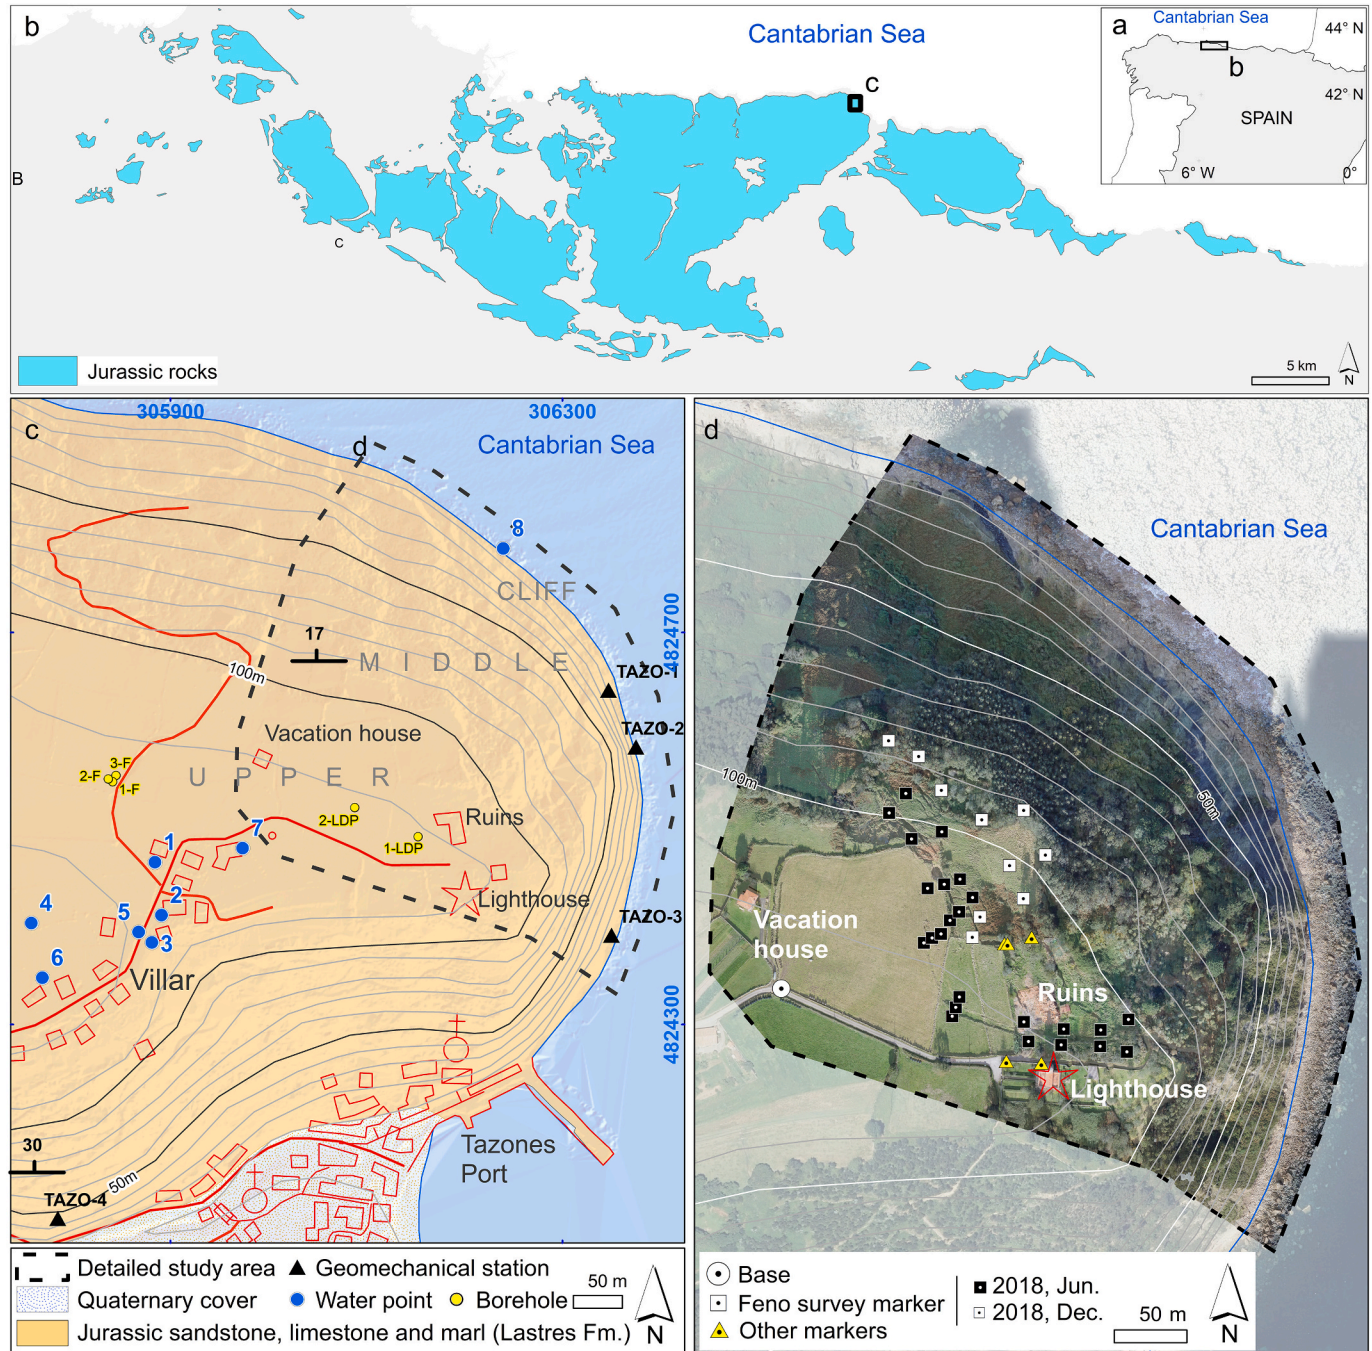 b
Cantabrian Sea
c
B
C
Jurassic rocks
5 km
N
a
Cantabrian Sea
44° N
b
42° N
SPAIN
6° W
0°
c
305900
306300
d
Cantabrian Sea
8
CLIFF
4824700
17
MIDDLE
TAZO-1
100m
TAZO-2
Vacation house
3-F
2-F
1-F
UPPER
2-LDP
Ruins
7
1-LDP
1
Lighthouse
2
4
5
TAZO-3
3
6
Villar
4824300
Tazones
Port
30
50m
TAZO-4
Detailed study area
Geomechanical station
Quaternary cover
Water point
Borehole
50 m
Jurassic sandstone, limestone and marl (Lastres Fm.)
N
d
Cantabrian Sea
100m
50m
Vacation
house
Ruins
Lighthouse
Base
Feno survey marker
Other markers
2018, Jun.
2018, Dec.
50 m
N